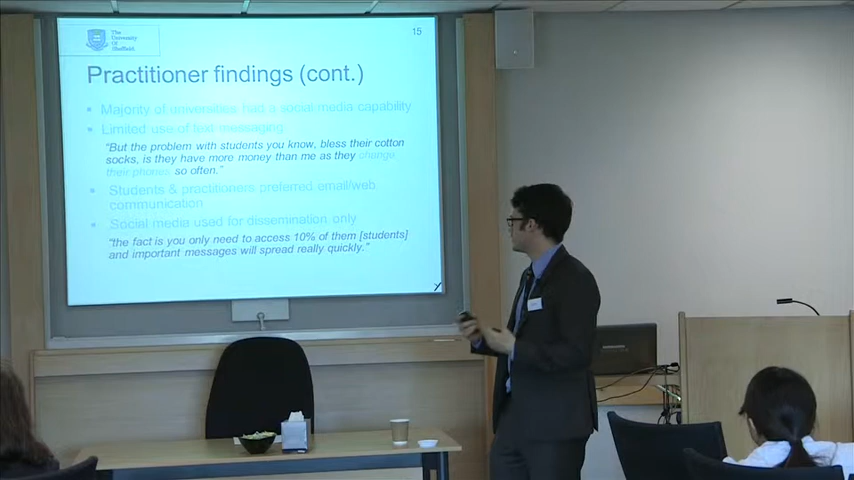 The
University
Of
Sheffield.
15
Practitioner findings (cont.)
• Majority of universities had a social media capability
• Limited use of text messaging
"But the problem with students you know, bless their cotton
socks, is they have more money than me as they change
their phones so often."
• Students & practitioners preferred email/web
communication
• Social media used for dissemination only
"the fact is you only need to access 10% of them [students]
and important messages will spread really quickly."